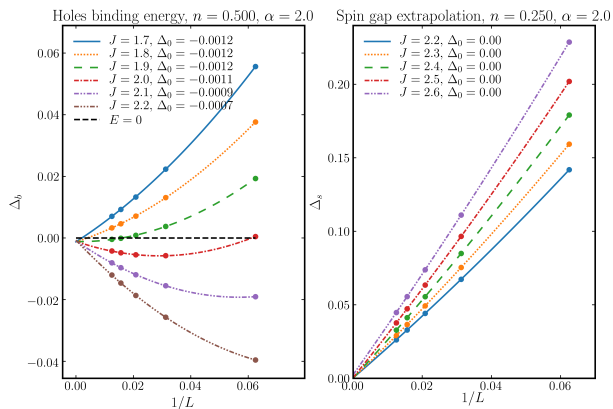 Holes binding energy, n = 0.500, α = 2.0
J = 1.7, Δ₀ = −0.0012
J = 1.8, Δ₀ = −0.0012
J = 1.9, Δ₀ = −0.0012
J = 2.0, Δ₀ = −0.0011
J = 2.1, Δ₀ = −0.0009
J = 2.2, Δ₀ = −0.0007
E = 0
0.06
0.04
0.02
0.00
−0.02
−0.04
Δ_b
0.00 0.02 0.04 0.06
1/L
Spin gap extrapolation, n = 0.250, α = 2.0
J = 2.2, Δ₀ = 0.00
J = 2.3, Δ₀ = 0.00
J = 2.4, Δ₀ = 0.00
J = 2.5, Δ₀ = 0.00
J = 2.6, Δ₀ = 0.00
0.20
0.15
0.10
0.05
0.00
Δ_s
0.00 0.02 0.04 0.06
1/L